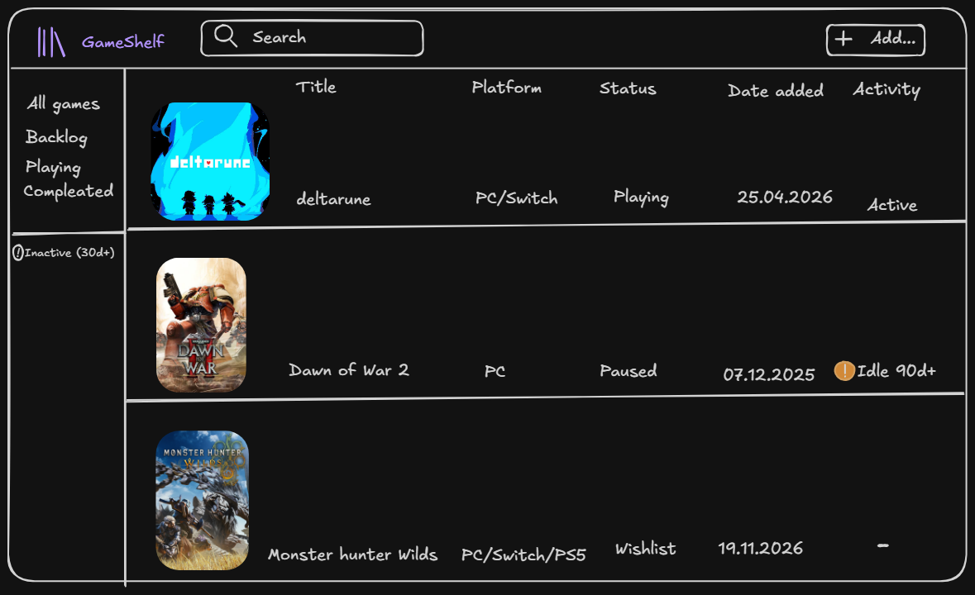 GameShelf
Search
+ Add...
All games
Backlog
Playing
Compleated
! Inactive (30d+)
Title Platform Status Date added Activity
deltarune
deltarune PC/Switch Playing 25.04.2026 Active
DAWN OF WAR II
Dawn of War 2 PC Paused 07.12.2025 ! Idle 90d+
MONSTER HUNTER
WILDS
Monster hunter Wilds PC/Switch/PS5 Wishlist 19.11.2026 -